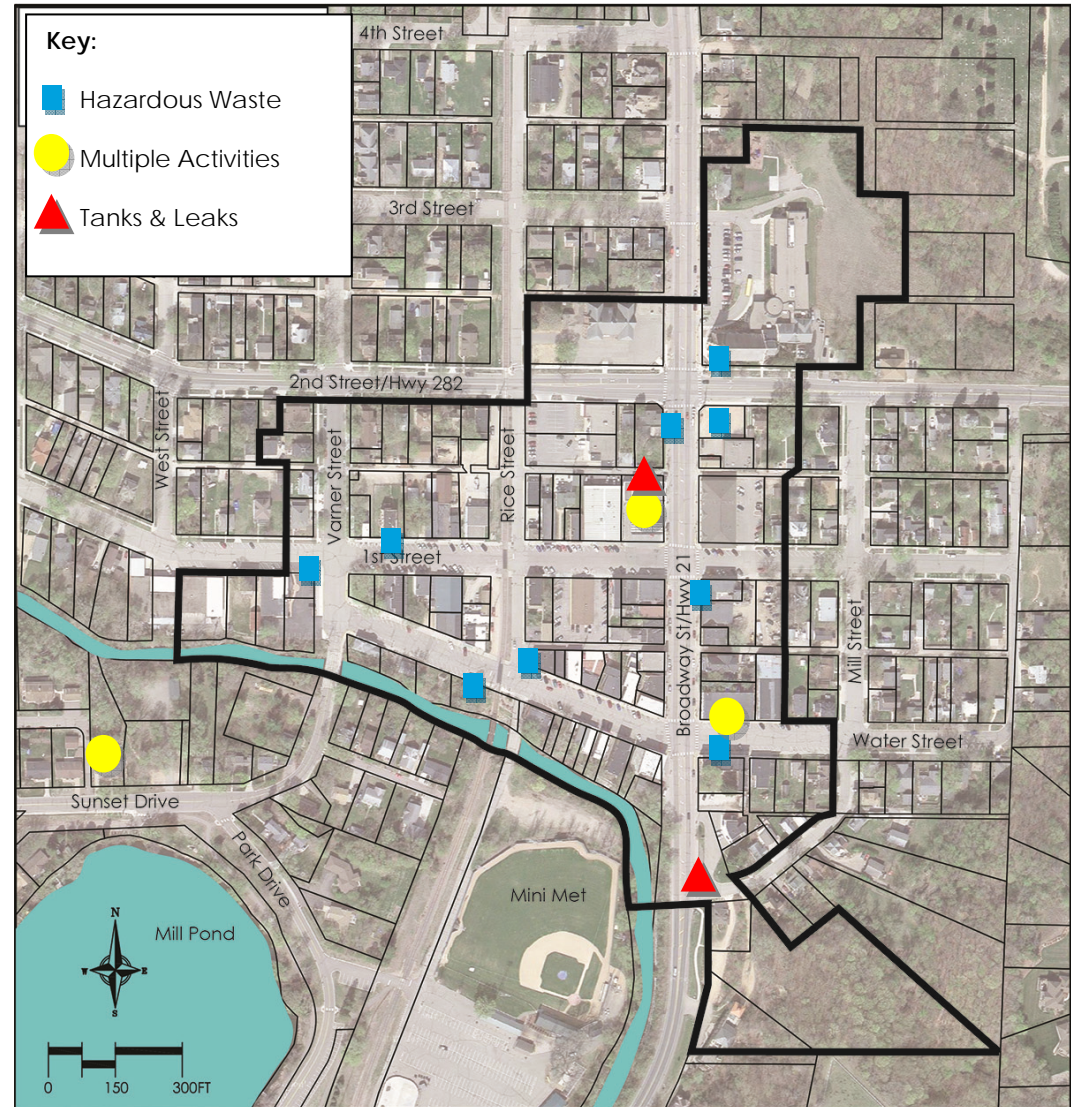 Key:
Hazardous Waste
Multiple Activities
Tanks & Leaks
4th Street
3rd Street
2nd Street/Hwy 282
West Street
Varner Street
Rice Street
1st Street
Broadway St/Hwy 21
Mill Street
Water Street
Sunset Drive
Park Drive
Mini Met
Mill Pond
N
W E
S
0 150 300FT